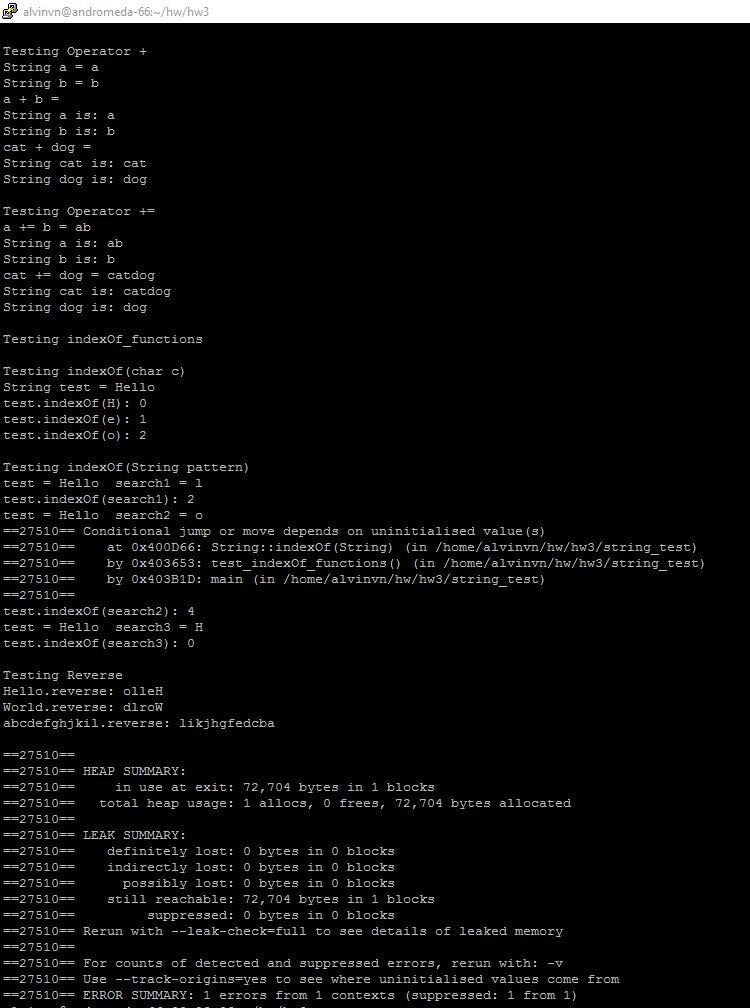 alvinvn@andromeda-66:~/hw/hw3
Testing Operator +
String a = a
String b = b
a + b =
String a is: a
String b is: b
cat + dog =
String cat is: cat
String dog is: dog
Testing Operator +=
a += b = ab
String a is: ab
String b is: b
cat += dog = catdog
String cat is: catdog
String dog is: dog
Testing indexOf_functions
Testing indexOf(char c)
String test = Hello
test.indexOf(H): 0
test.indexOf(e): 1
test.indexOf(o): 2
Testing indexOf(String pattern)
test = Hello  search1 = l
test.indexOf(search1): 2
test = Hello  search2 = o
==27510== Conditional jump or move depends on uninitialised value(s)
==27510==    at 0x400D66: String::indexOf(String) (in /home/alvinvn/hw/hw3/string_test)
==27510==    by 0x403653: test_indexOf_functions() (in /home/alvinvn/hw/hw3/string_test)
==27510==    by 0x403B1D: main (in /home/alvinvn/hw/hw3/string_test)
==27510==
test.indexOf(search2): 4
test = Hello  search3 = H
test.indexOf(search3): 0
Testing Reverse
Hello.reverse: olleH
World.reverse: dlroW
abcdefghjkil.reverse: likjhgfedcba
==27510==
==27510== HEAP SUMMARY:
==27510==     in use at exit: 72,704 bytes in 1 blocks
==27510==   total heap usage: 1 allocs, 0 frees, 72,704 bytes allocated
==27510==
==27510== LEAK SUMMARY:
==27510==    definitely lost: 0 bytes in 0 blocks
==27510==    indirectly lost: 0 bytes in 0 blocks
==27510==      possibly lost: 0 bytes in 0 blocks
==27510==    still reachable: 72,704 bytes in 1 blocks
==27510==         suppressed: 0 bytes in 0 blocks
==27510== Rerun with --leak-check=full to see details of leaked memory
==27510==
==27510== For counts of detected and suppressed errors, rerun with: -v
==27510== Use --track-origins=yes to see where uninitialised values come from
==27510== ERROR SUMMARY: 1 errors from 1 contexts (suppressed: 1 from 1)